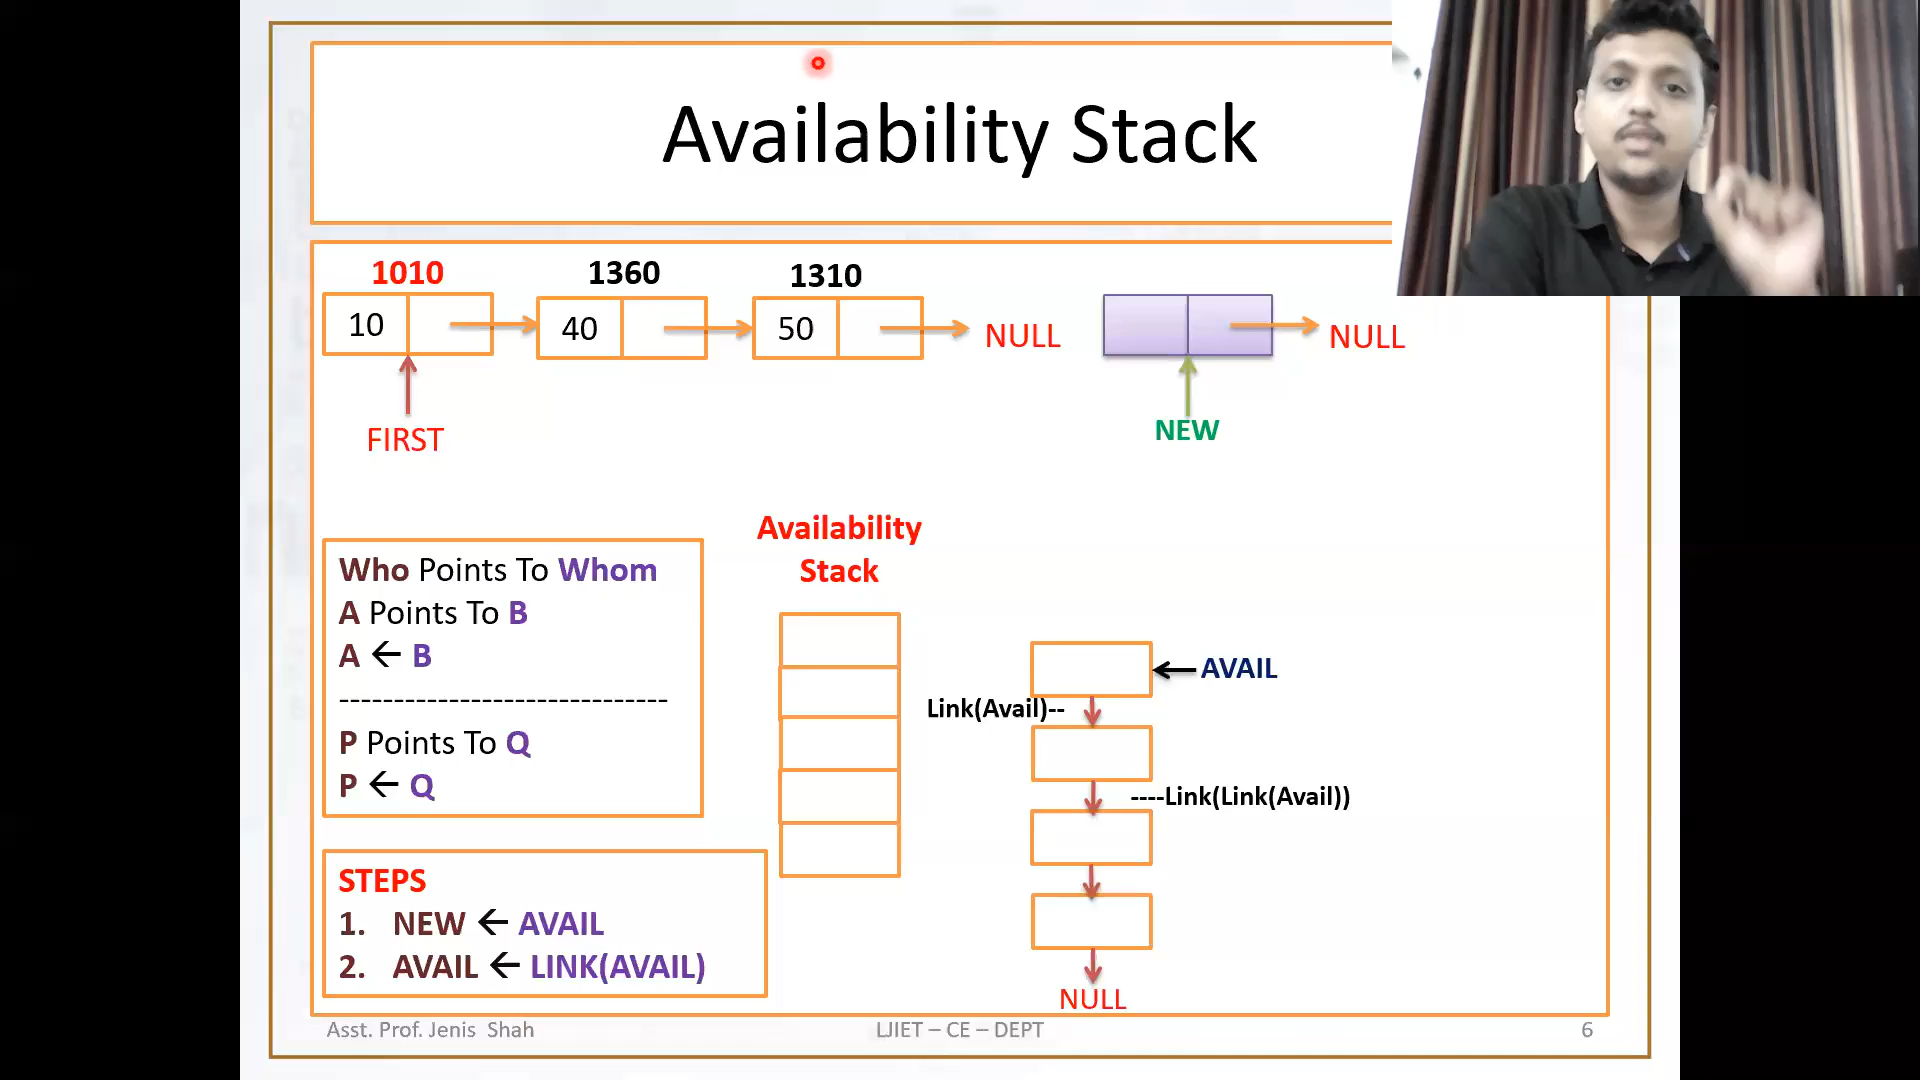 Availability Stack
1010 1360 1310
10 40 50 NULL NULL
FIRST NEW
Availability
Stack
Who Points To Whom
A Points To B
A ← B
------------------------------
P Points To Q
P ← Q
AVAIL
Link(Avail)--
----Link(Link(Avail))
NULL
STEPS
1. NEW ← AVAIL
2. AVAIL ← LINK(AVAIL)
Asst. Prof. Jenis Shah LJIET – CE – DEPT 6